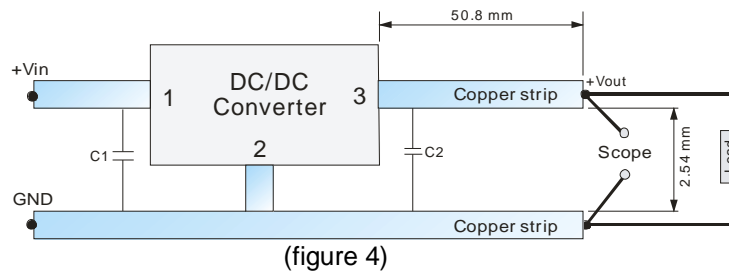 50.8 mm
+Vin
DC/DC
Converter
1
3
2
Copper strip
+Vout
C1
C2
Scope
2.54 mm
GND
Copper strip
(figure 4)